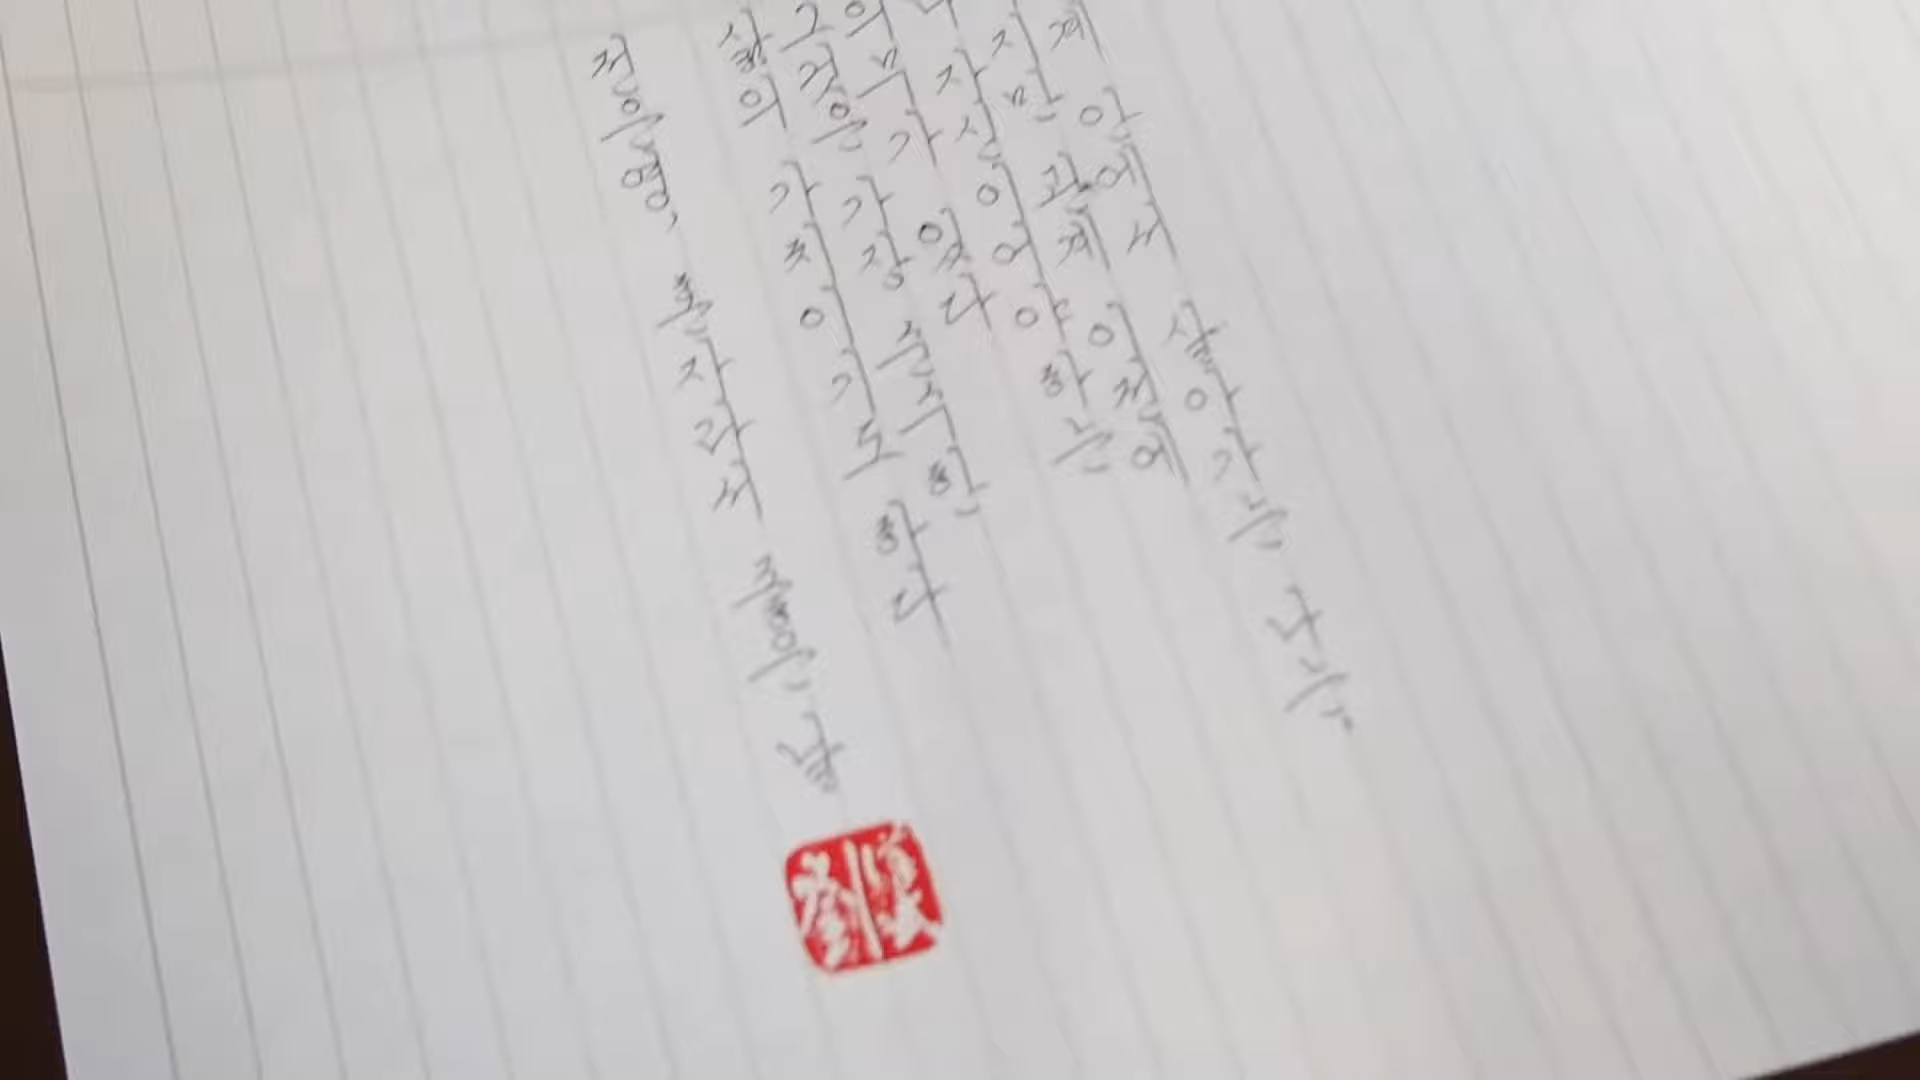 계 안에서 살아가는 나는,
지만 관계 이전에
자신이어야 하는
의무가 있다
그것은 가장 순수한
삶의 가치이기도 하다
혼자라서 좋은 날